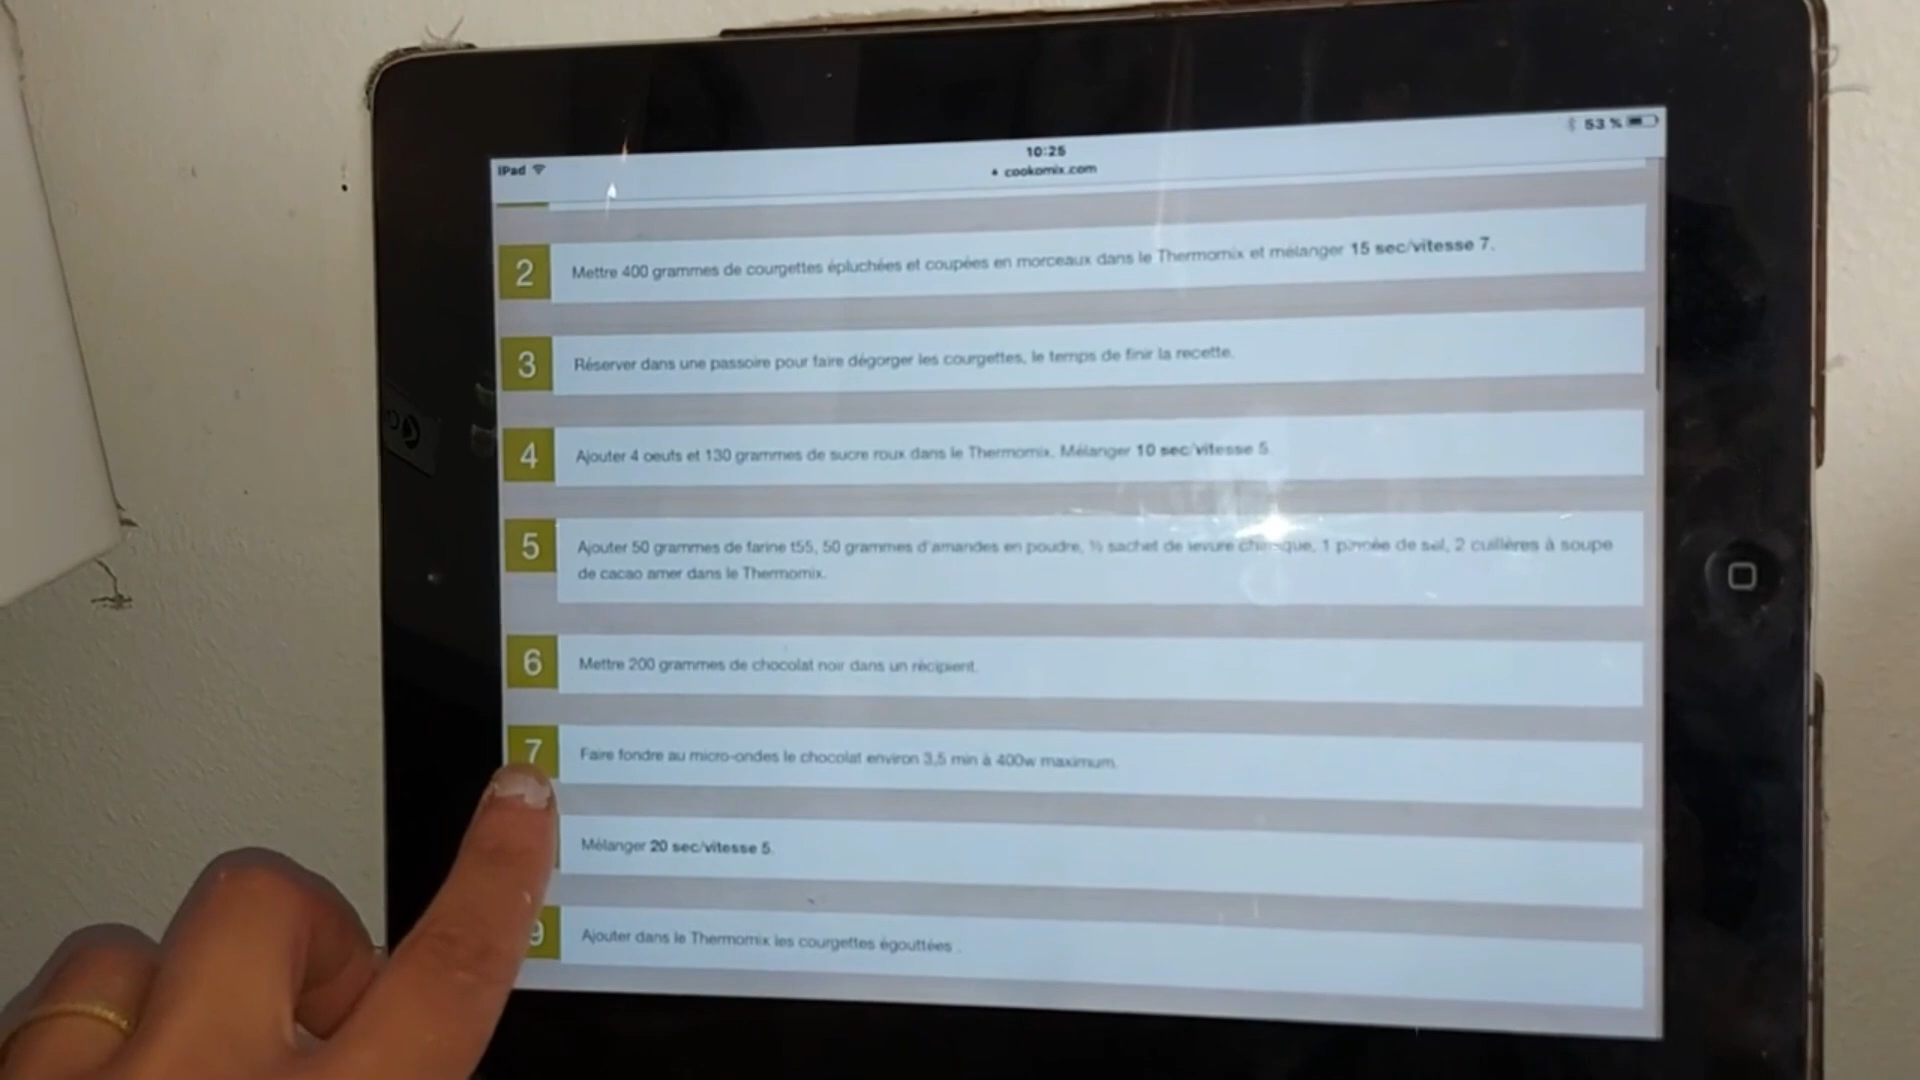 iPad
10:25
53 %
cookomix.com
2
Mettre 400 grammes de courgettes épluchées et coupées en morceaux dans le Thermomix et mélanger 15 sec/vitesse 7.
3
Réserver dans une passoire pour faire dégorger les courgettes, le temps de finir la recette.
4
Ajouter 4 oeufs et 130 grammes de sucre roux dans le Thermomix. Mélanger 10 sec/vitesse 5.
5
Ajouter 50 grammes de farine t55, 50 grammes d'amandes en poudre, ½ sachet de levure 1 pincée de sel, 2 cuillères à soupe
de cacao amer dans le Thermomix.
6
Mettre 200 grammes de chocolat noir dans un récipient.
7
Faire fondre au micro-ondes le chocolat environ 3,5 min à 400w maximum.
Mélanger 20 sec/vitesse 5.
9
Ajouter dans le Thermomix les courgettes égouttées .